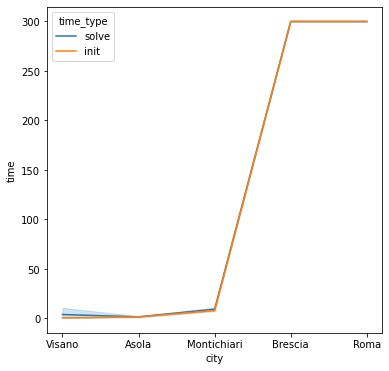 time_type
solve
init
300
250
200
150
100
50
0
time
Visano Asola Montichiari Brescia Roma
city